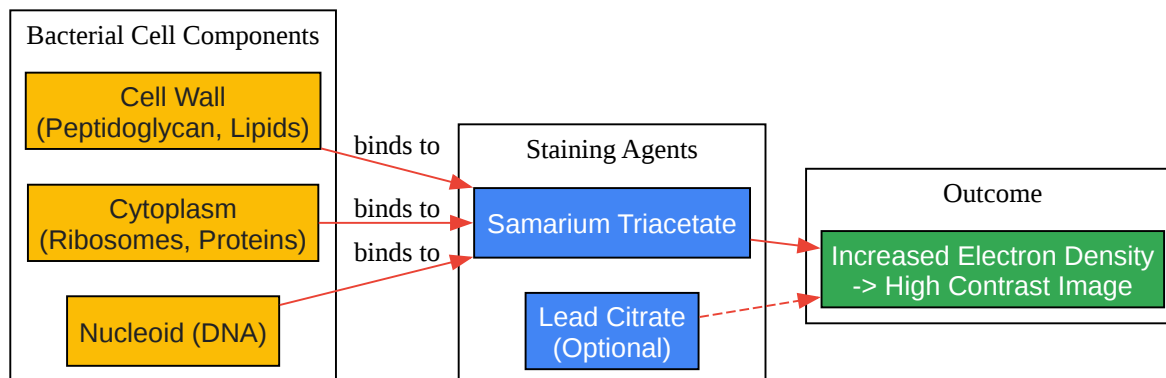 Bacterial Cell Components
Cell Wall
(Peptidoglycan, Lipids)
Cytoplasm
(Ribosomes, Proteins)
Nucleoid (DNA)
binds to
binds to
binds to
Staining Agents
Samarium Triacetate
Lead Citrate
(Optional)
Outcome
Increased Electron Density
-> High Contrast Image